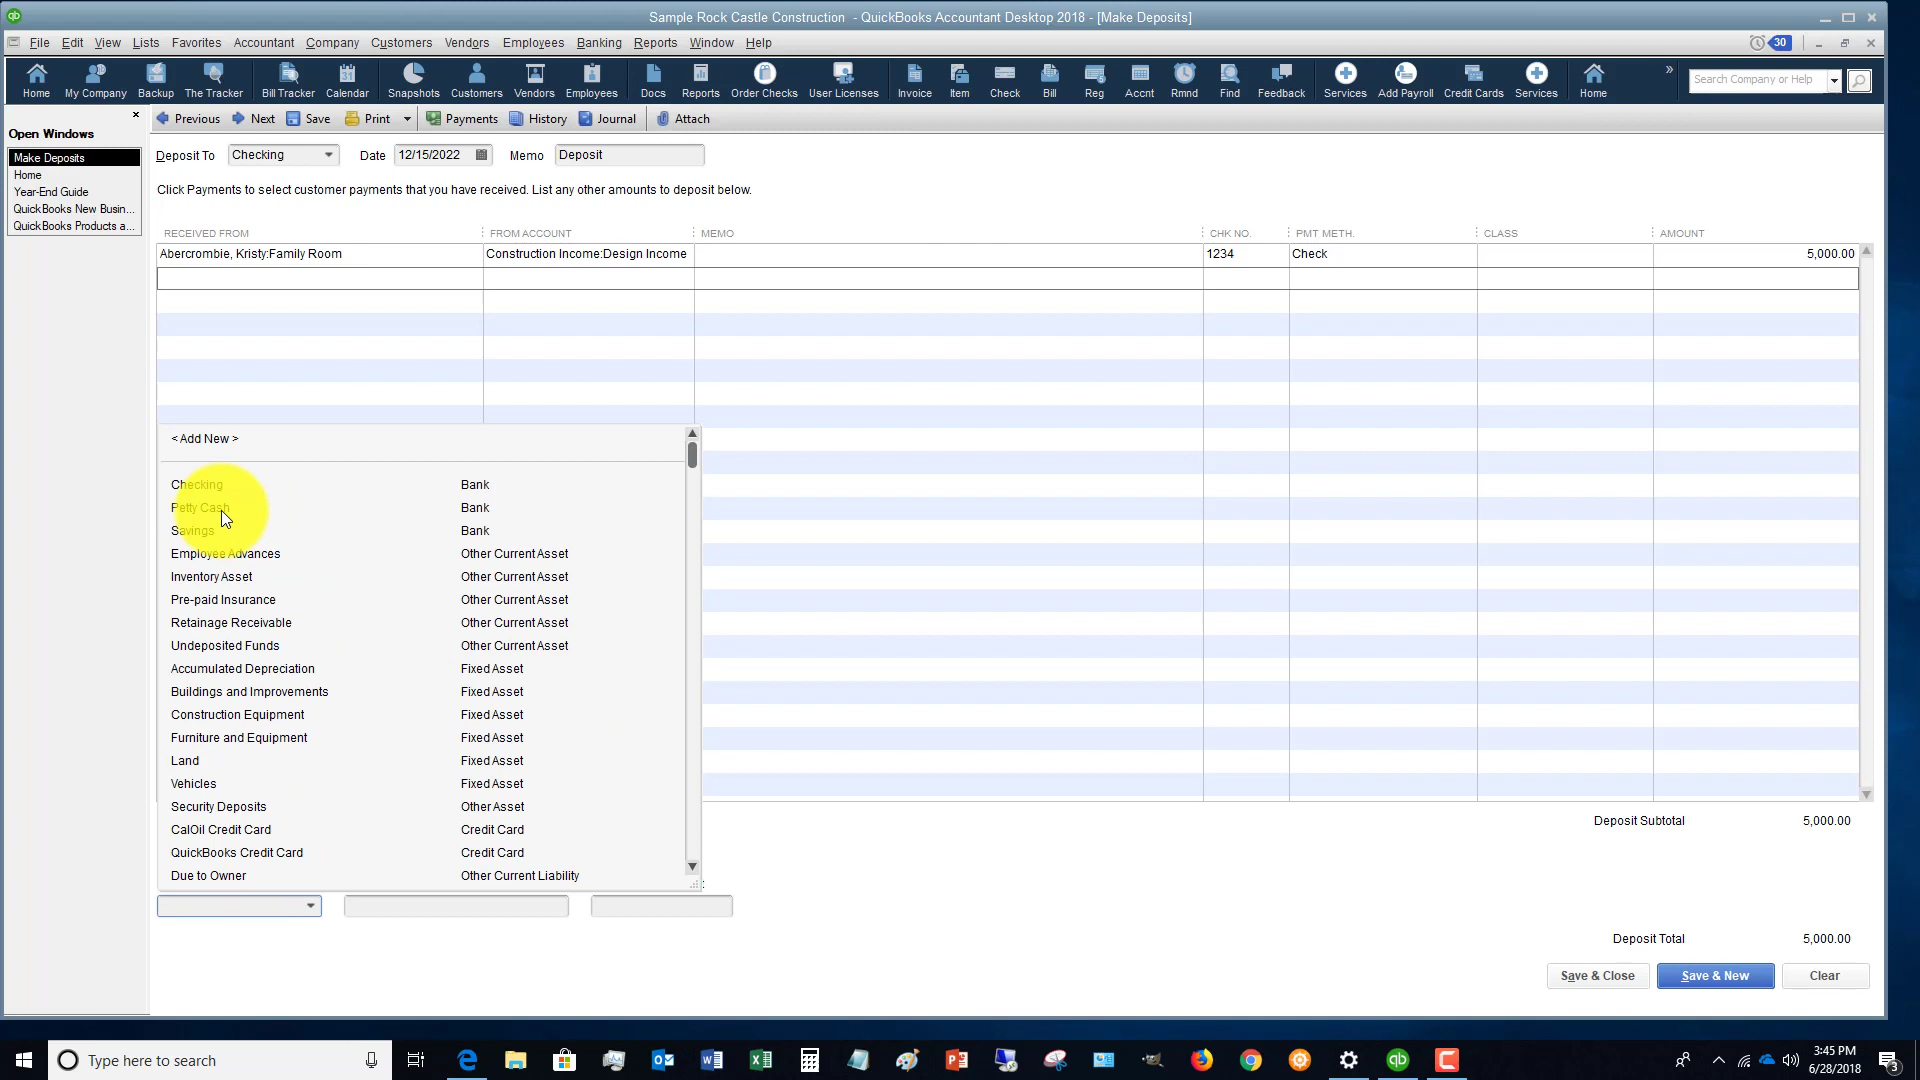 Sample Rock Castle Construction - QuickBooks Accountant Desktop 2018 - [Make Deposits]
File Edit View Lists Favorites Accountant Company Customers Vendors Employees Banking Reports Window Help 30
Home My Company Backup The Tracker Bill Tracker Calendar Snapshots Customers Vendors Employees Docs Reports Order Checks User Licenses Invoice Item Check Bill Reg Accnt Rmnd Find Feedback Services Add Payroll Credit Cards Services Home » Search Company or Help
Previous Next Save Print Payments History Journal Attach
Open Windows
Make Deposits
Home
Year-End Guide
QuickBooks New Busin...
QuickBooks Products a...
Deposit To Checking Date 12/15/2022 Memo Deposit
Click Payments to select customer payments that you have received. List any other amounts to deposit below.
RECEIVED FROM FROM ACCOUNT MEMO CHK NO. PMT METH. CLASS AMOUNT
Abercrombie, Kristy:Family Room Construction Income:Design Income 1234 Check 5,000.00
< Add New >
Checking Bank
Petty Cash Bank
Savings Bank
Employee Advances Other Current Asset
Inventory Asset Other Current Asset
Pre-paid Insurance Other Current Asset
Retainage Receivable Other Current Asset
Undeposited Funds Other Current Asset
Accumulated Depreciation Fixed Asset
Buildings and Improvements Fixed Asset
Construction Equipment Fixed Asset
Furniture and Equipment Fixed Asset
Land Fixed Asset
Vehicles Fixed Asset
Security Deposits Other Asset
CalOil Credit Card Credit Card
QuickBooks Credit Card Credit Card
Due to Owner Other Current Liability
Deposit Subtotal 5,000.00
Deposit Total 5,000.00
Save & Close Save & New Clear
Type here to search
3:45 PM
6/28/2018
3